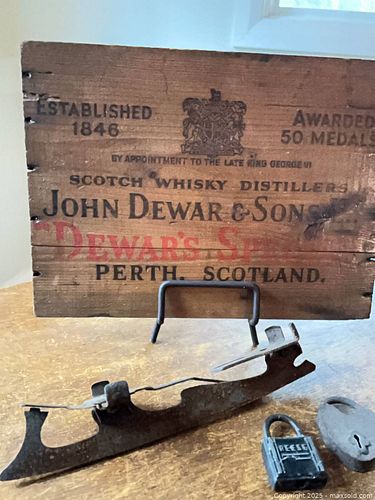 ESTABLISHED
1846
AWARDED
50 MEDALS
BY APPOINTMENT TO THE LATE KING GEORGE VI
SCOTCH WHISKY DISTILLERS
JOHN DEWAR & SONS
"DEWAR'S
PERTH. SCOTLAND.
REESE
Copyright 2025 - maxsold.com